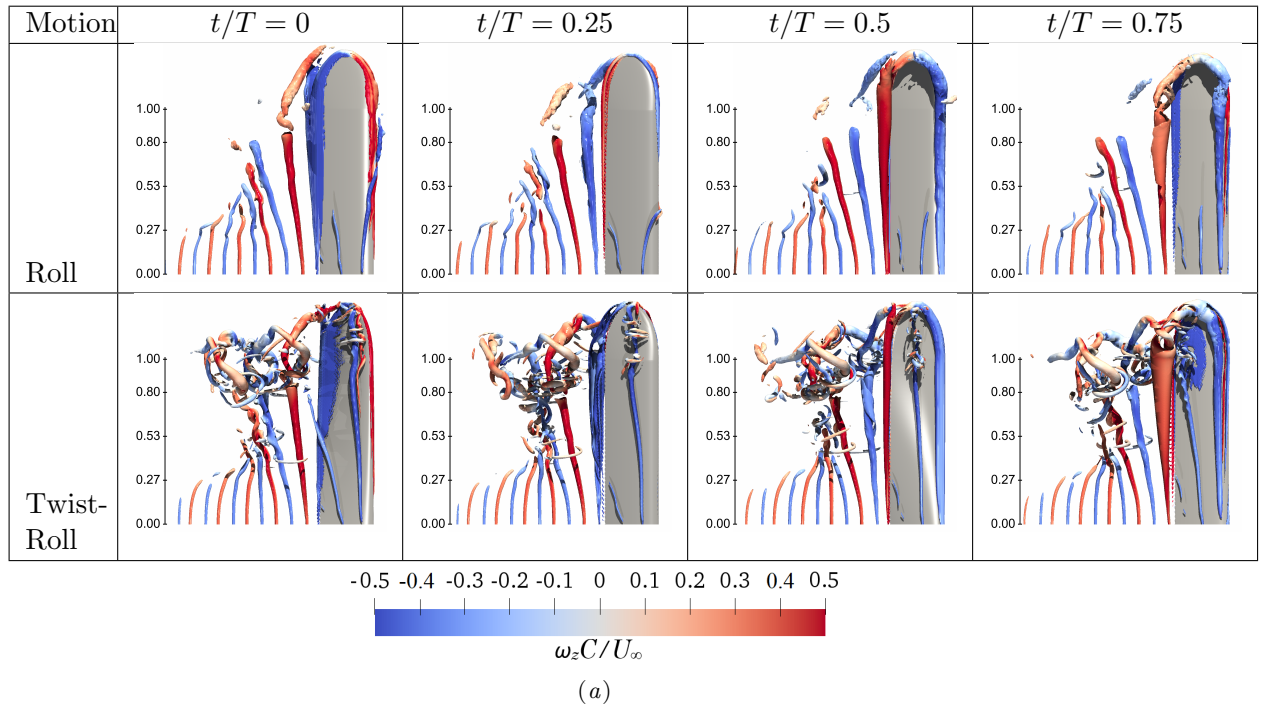 Motion t/T = 0 t/T = 0.25 t/T = 0.5 t/T = 0.75
1.00 1.00 1.00 1.00
0.80 0.80 0.80 0.80
0.53 0.53 0.53 0.53
0.27 0.27 0.27 0.27
Roll 0.00 0.00 0.00 0.00
1.00 1.00 1.00 1.00
0.80 0.80 0.80 0.80
0.53 0.53 0.53 0.53
0.27 0.27 0.27 0.27
Twist- 0.00 0.00 0.00 0.00
Roll
-0.5 -0.4 -0.3 -0.2 -0.1 0 0.1 0.2 0.3 0.4 0.5
ω_zC/U_∞
(a)